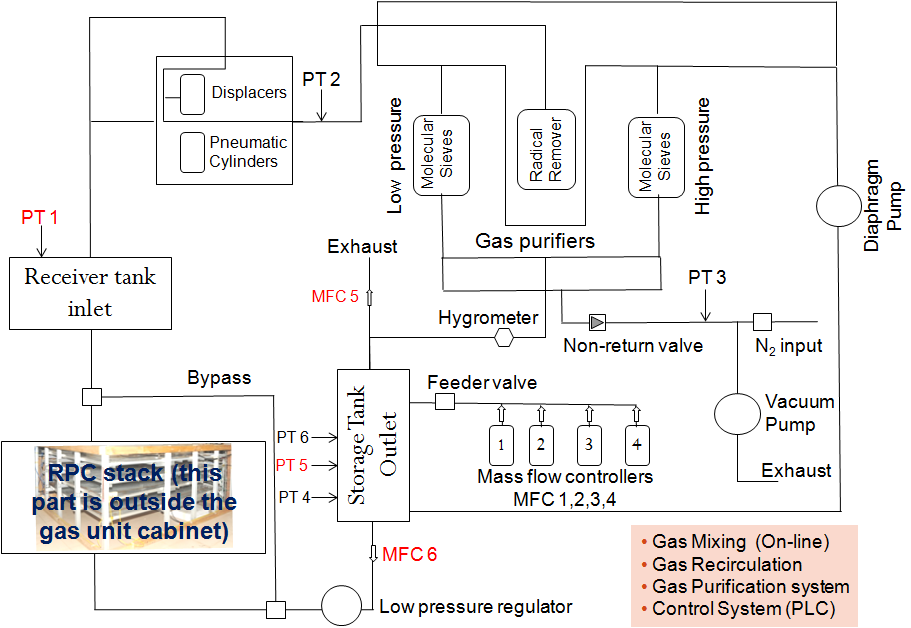 PT 2
Displacers
Pneumatic
Cylinders
Low pressure
Molecular
Sieves
Radical
Remover
Molecular
Sieves
High pressure
Diaphragm
Pump
PT 1
Receiver tank
inlet
Exhaust
Gas purifiers
MFC 5
PT 3
Hygrometer
Non-return valve
N2 input
Bypass
Feeder valve
Storage Tank
Outlet
Vacuum
Pump
PT 6
PT 5
PT 4
1
2
3
4
Mass flow controllers
MFC 1,2,3,4
Exhaust
RPC stack (this
part is outside the
gas unit cabinet)
MFC 6
Low pressure regulator
• Gas Mixing (On-line)
• Gas Recirculation
• Gas Purification system
• Control System (PLC)